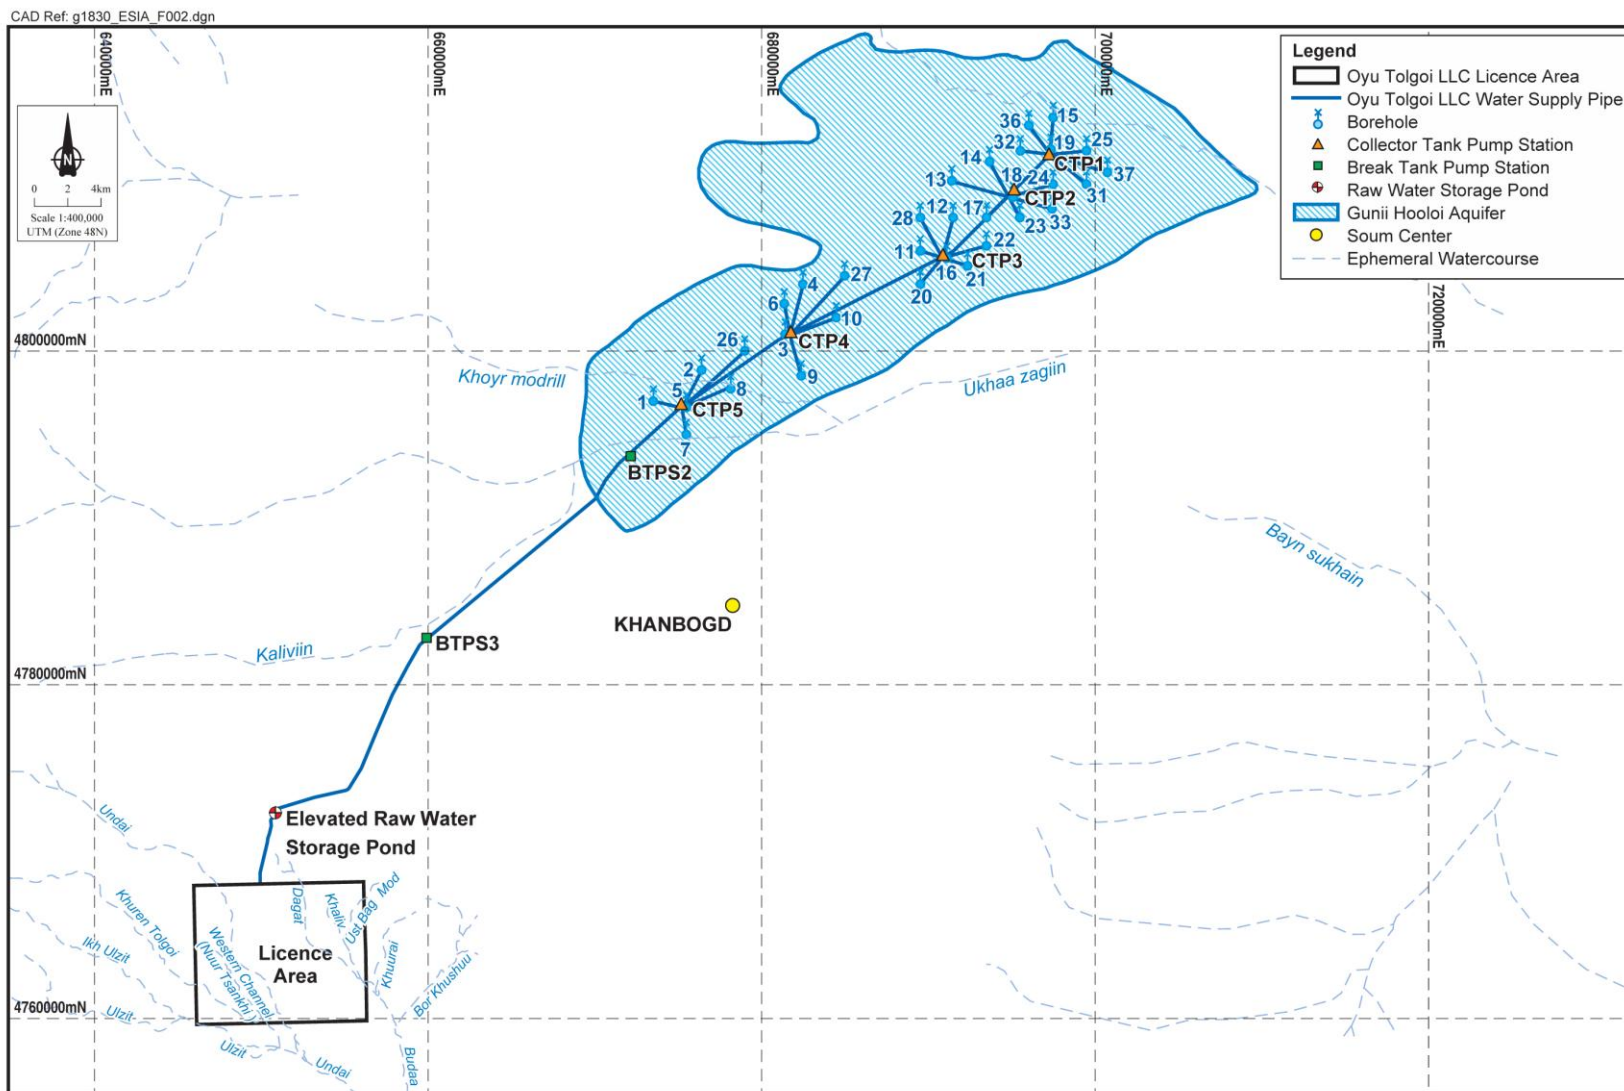 CAD Ref: g1830_ESIA_F002.dgn
640000mE
660000mE
680000mE
700000mE
720000mE
N
0 2 4km
Scale 1:400,000
UTM (Zone 48N)
Legend
Oyu Tolgoi LLC Licence Area
Oyu Tolgoi LLC Water Supply Pipe
Borehole
Collector Tank Pump Station
Break Tank Pump Station
Raw Water Storage Pond
Gunii Hooloi Aquifer
Soum Center
Ephemeral Watercourse
36
15
32
19
25
CTP1
14
37
13
18
24
31
CTP2
28
12
17
23
33
11
22
16
CTP3
21
20
27
4
6
10
4800000mN
26
3
CTP4
2
9
Khoyr modrill
Ukhaa zagiin
5
8
1
CTP5
7
BTPS2
Bayn sukhain
KHANBOGD
BTPS3
Kaliviin
4780000mN
Elevated Raw Water
Storage Pond
Undai
Dagat
Khaliv
Ust Bag Mod
Khuren Tolgoi
Ikh Ulzit
Western Channel
(Nuur Tsankhi)
Licence
Area
Khuurai
Bor Khushuu
4760000mN
Ulzit
Ulzit
Undai
Budaa